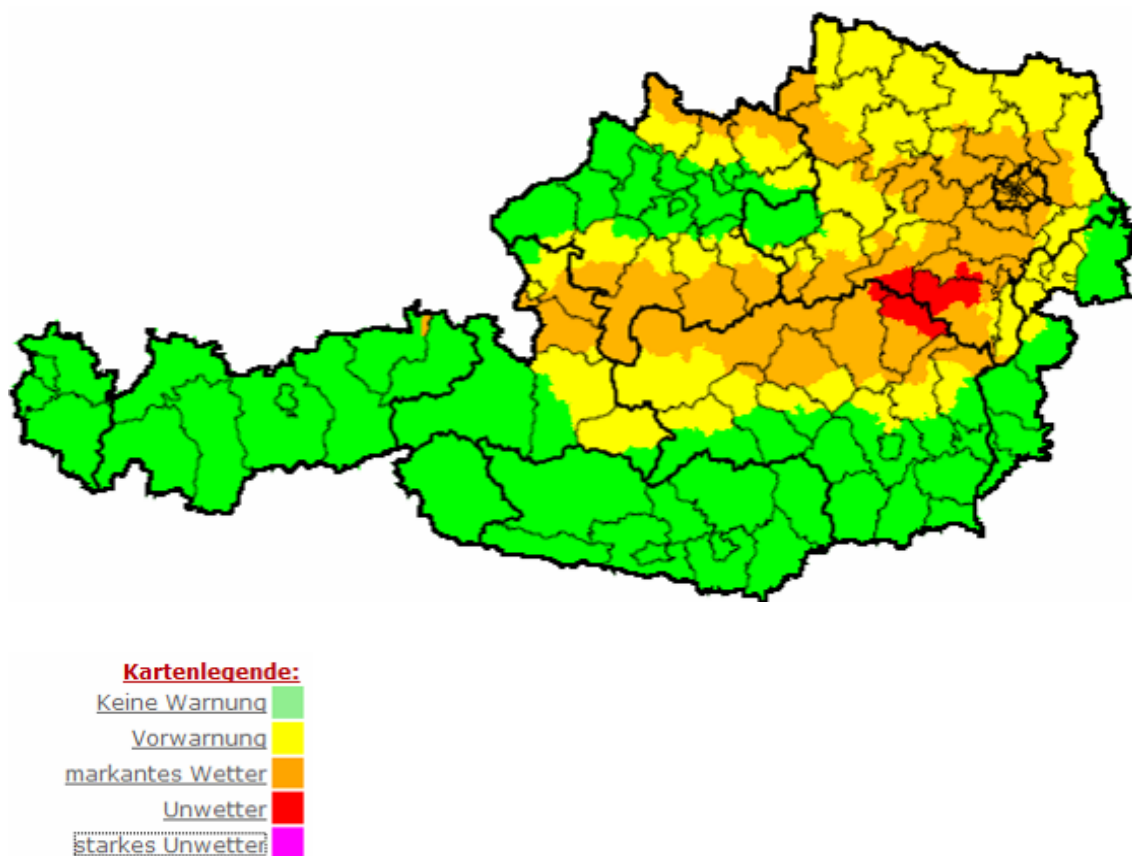 Kartenlegende:
Keine Warnung
Vorwarnung
markantes Wetter
Unwetter
starkes Unwetter